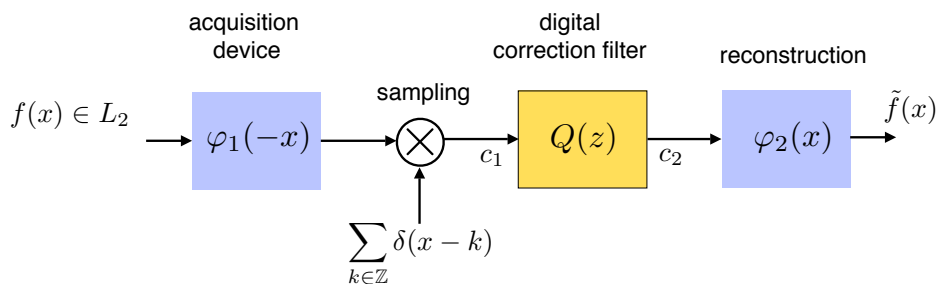 acquisition
device
digital
correction filter
reconstruction
sampling
f(x) ∈ L₂
φ₁(−x)
c₁
Q(z)
c₂
φ₂(x)
f̃(x)
∑ δ(x − k)
k∈ℤ